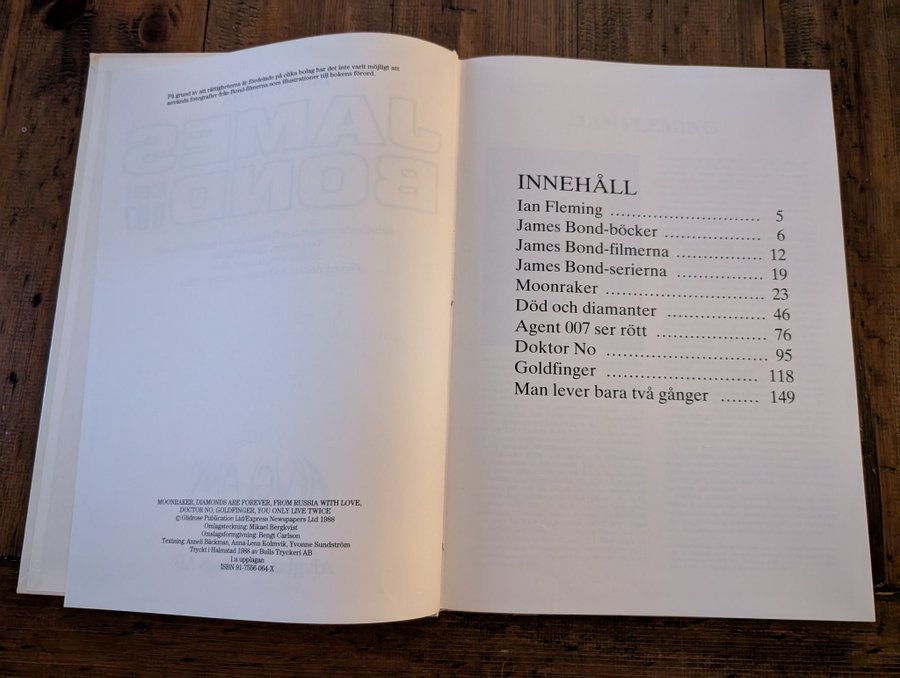 På grund av att rättigheterna är fördelade på olika bolag har det inte varit möjligt att
använda fotografier från Bond-filmerna som illustrationer till bokens förord.
JAMES
BOND
MOONRAKER, DIAMONDS ARE FOREVER, FROM RUSSIA WITH LOVE,
DOCTOR NO, GOLDFINGER, YOU ONLY LIVE TWICE
© Glidrose Publication Ltd/Express Newspapers Ltd 1988
Omslagsteckning: Mikael Bergkvist
Omslagsformgivning: Bengt Carlson
Textning: Anneli Bäckman, Anna-Lena Kolmvik, Yvonne Sundström
Tryckt i Halmstad 1988 av Bulls Tryckeri AB
1:a upplagan
ISBN 91-7556-064-X
IAN FLEMING
INNEHÅLL
Ian Fleming ............................... 5
James Bond-böcker .................... 6
James Bond-filmerna ................. 12
James Bond-serierna .................. 19
Moonraker ................................. 23
Död och diamanter ..................... 46
Agent 007 ser rött ...................... 76
Doktor No .................................. 95
Goldfinger ................................ 118
Man lever bara två gånger ....... 149